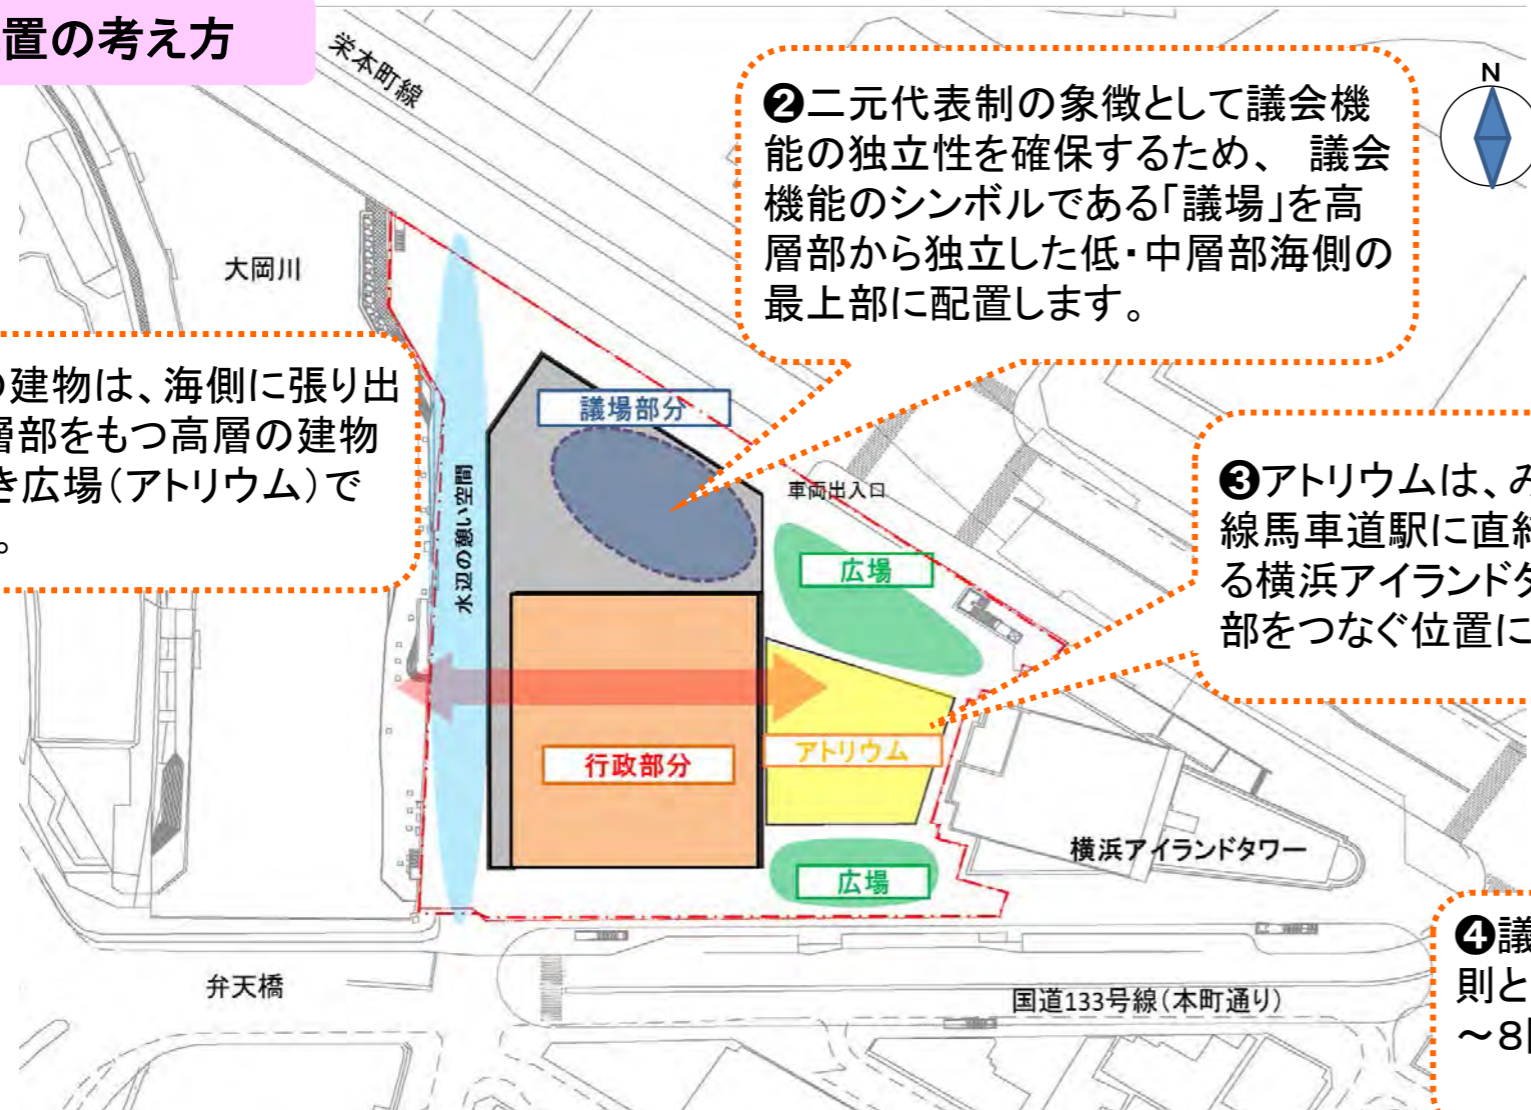 置の考え方
栄本町線
N
❷二元代表制の象徴として議会機
能の独立性を確保するため、 議会
機能のシンボルである「議場」を高
層部から独立した低・中層部海側の
最上部に配置します。
大岡川
の建物は、海側に張り出
層部をもつ高層の建物
き広場(アトリウム)で
。
議場部分
水辺の憩い空間
車両出入口
広場
❸アトリウムは、み
線馬車道駅に直結
る横浜アイランドタ
部をつなぐ位置に
行政部分
アトリウム
広場
横浜アイランドタワー
❹議
則と
～8
弁天橋
国道133号線(本町通り)